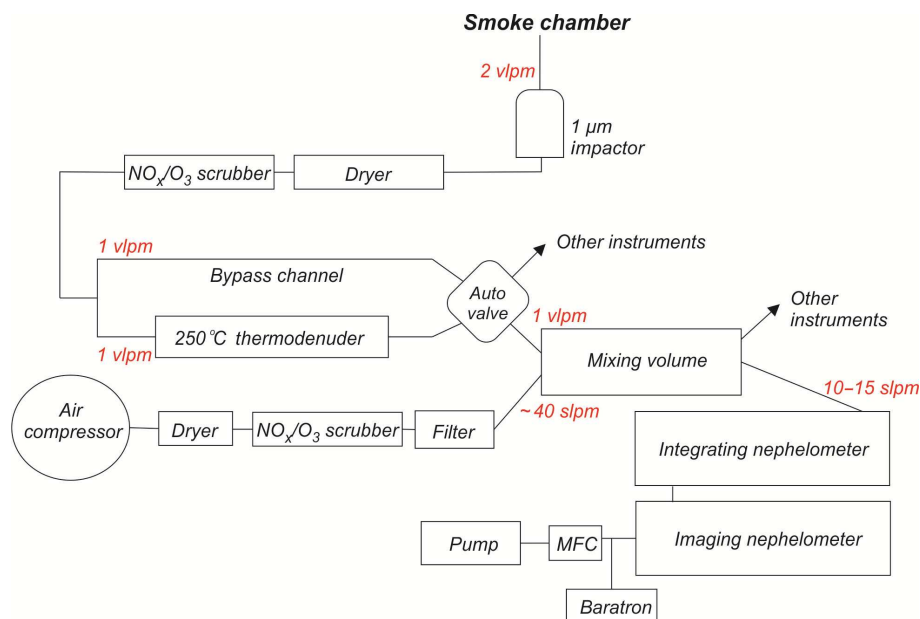 Smoke chamber
2 vlpm
1 μm
impactor
NOx/O3 scrubber
Dryer
1 vlpm
Bypass channel
Other instruments
Auto
valve
250°C thermodenuder
1 vlpm
1 vlpm
Mixing volume
Other
instruments
10–15 slpm
~40 slpm
Air
compressor
Dryer
NOx/O3 scrubber
Filter
Integrating nephelometer
Pump
MFC
Imaging nephelometer
Baratron